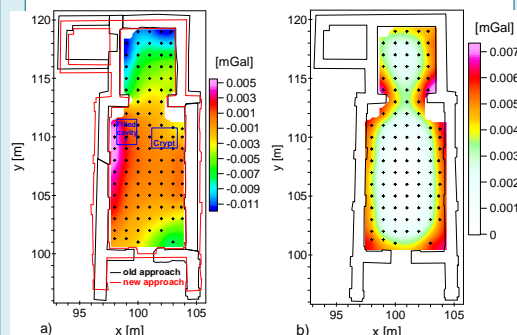 [mGal]
0.005
0.003
0.001
-0.001
-0.003
-0.005
-0.007
-0.009
-0.011
120
115
110
105
100
y [m]
cavity
Crypt
old approach
new approach
95
100
105
a)
x [m]
[mGal]
0.007
0.006
0.005
0.004
0.003
0.002
0.001
0
120
115
110
105
100
y [m]
95
100
105
b)
x [m]